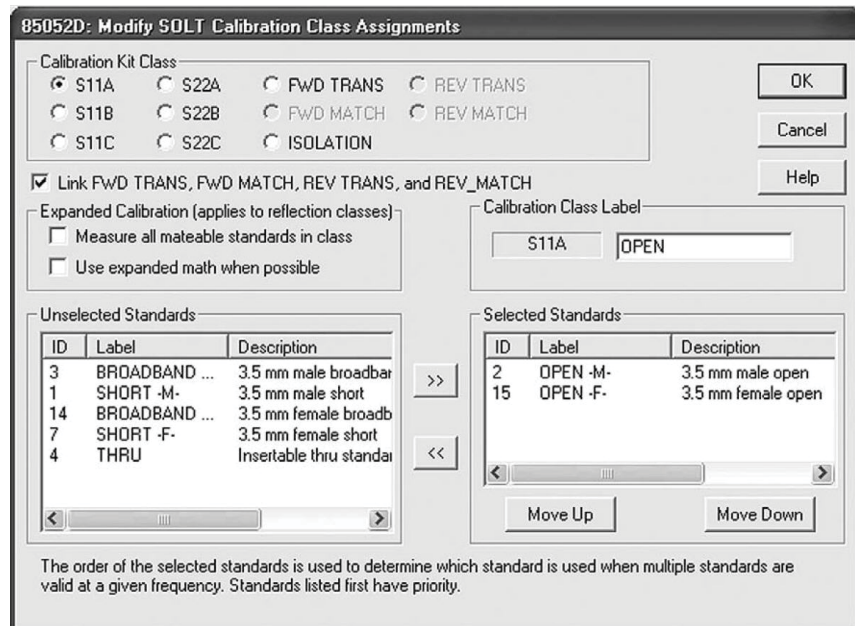 85052D: Modify SOLT Calibration Class Assignments
Calibration Kit Class
S11A S22A FWD TRANS REV TRANS
S11B S22B FWD MATCH REV MATCH
S11C S22C ISOLATION
OK
Cancel
Help
Link FWD TRANS, FWD MATCH, REV TRANS, and REV_MATCH
Expanded Calibration (applies to reflection classes)
Measure all mateable standards in class
Use expanded math when possible
Calibration Class Label
S11A OPEN
Unselected Standards
ID Label Description
3 BROADBAND ... 3.5 mm male broadbar
1 SHORT -M- 3.5 mm male short
14 BROADBAND ... 3.5 mm female broadb
7 SHORT -F- 3.5 mm female short
4 THRU Insertable thru standar
>>
<<
Selected Standards
ID Label Description
2 OPEN -M- 3.5 mm male open
15 OPEN -F- 3.5 mm female open
Move Up Move Down
The order of the selected standards is used to determine which standard is used when multiple standards are
valid at a given frequency. Standards listed first have priority.